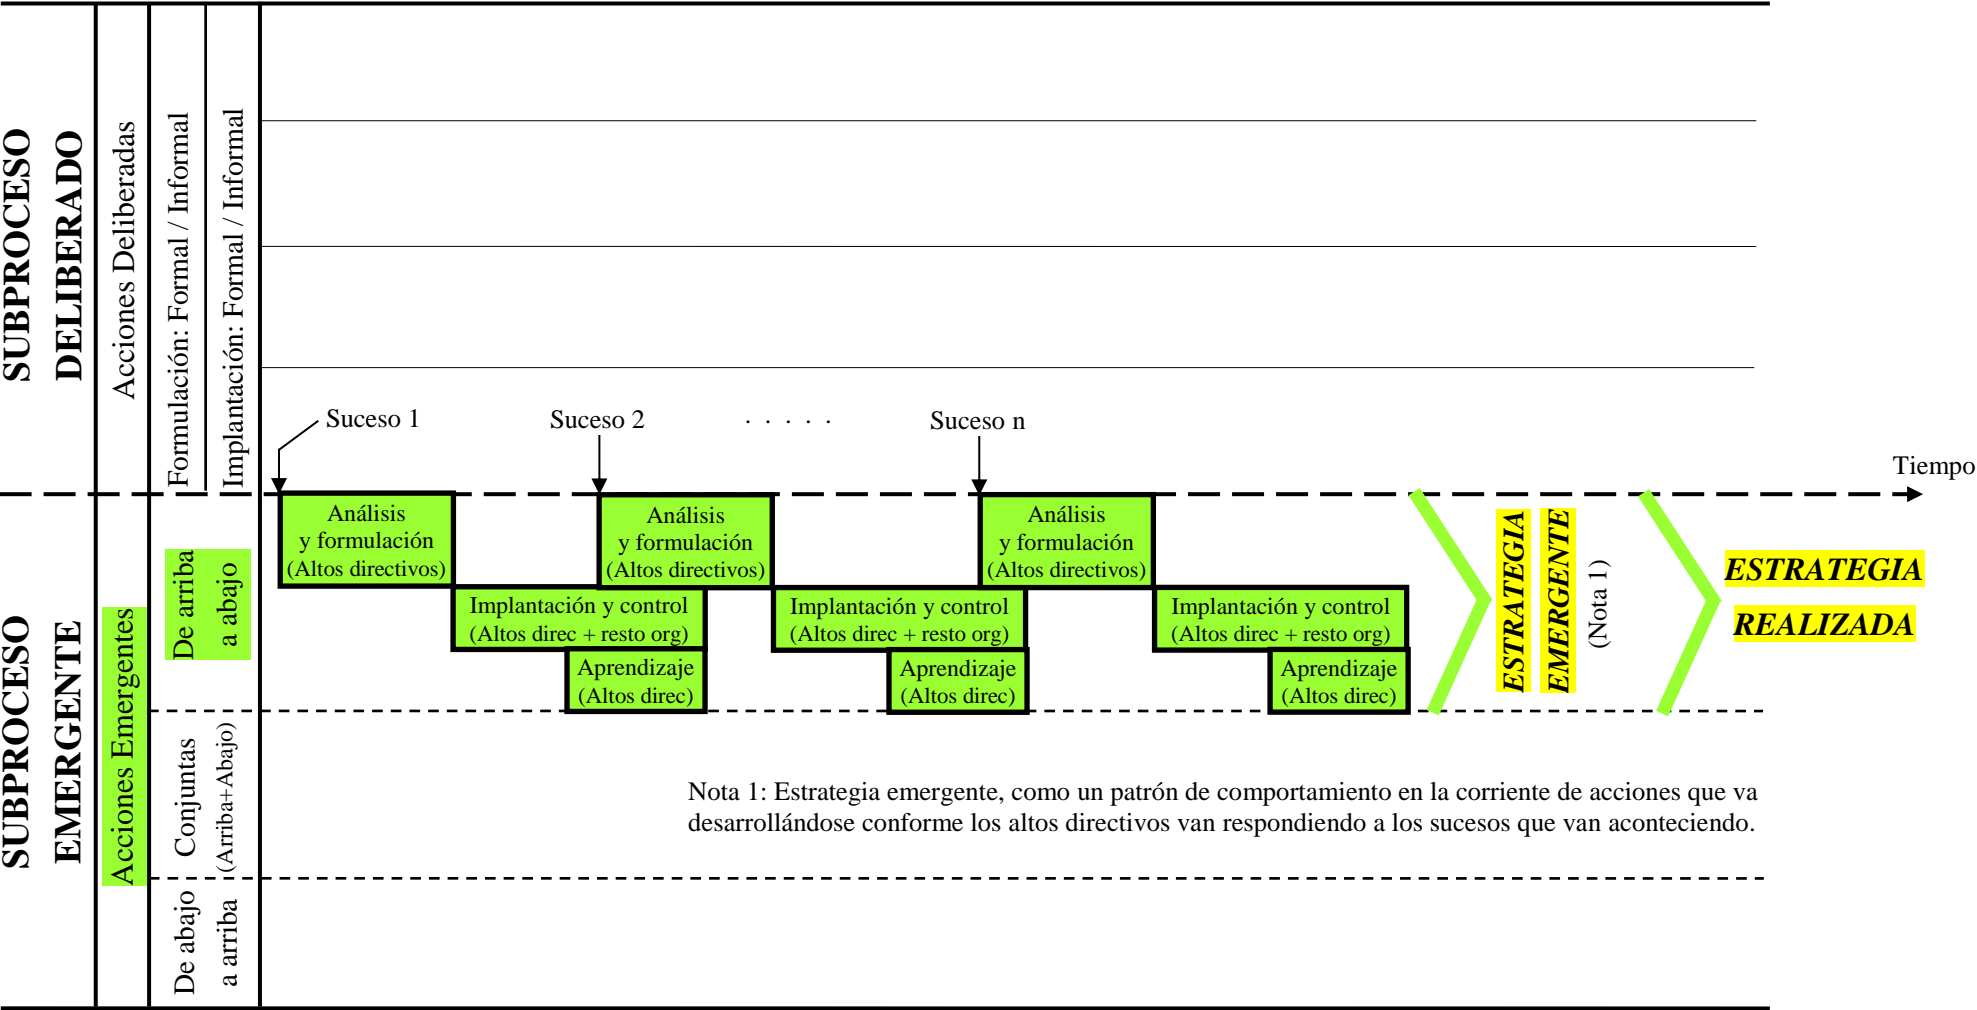 SUBPROCESO
DELIBERADO
Acciones Deliberadas
Formulación: Formal / Informal
Implantación: Formal / Informal
Suceso 1
Suceso 2
. . . . .
Suceso n
Tiempo
SUBPROCESO
EMERGENTE
Acciones Emergentes
De arriba
a abajo
Análisis
y formulación
(Altos directivos)
Implantación y control
(Altos direc + resto org)
Aprendizaje
(Altos direc)
Análisis
y formulación
(Altos directivos)
Implantación y control
(Altos direc + resto org)
Aprendizaje
(Altos direc)
Análisis
y formulación
(Altos directivos)
Implantación y control
(Altos direc + resto org)
Aprendizaje
(Altos direc)
ESTRATEGIA
EMERGENTE
(Nota 1)
ESTRATEGIA
REALIZADA
Conjuntas
(Arriba+Abajo)
Nota 1: Estrategia emergente, como un patrón de comportamiento en la corriente de acciones que va
desarrollándose conforme los altos directivos van respondiendo a los sucesos que van aconteciendo.
De abajo
a arriba